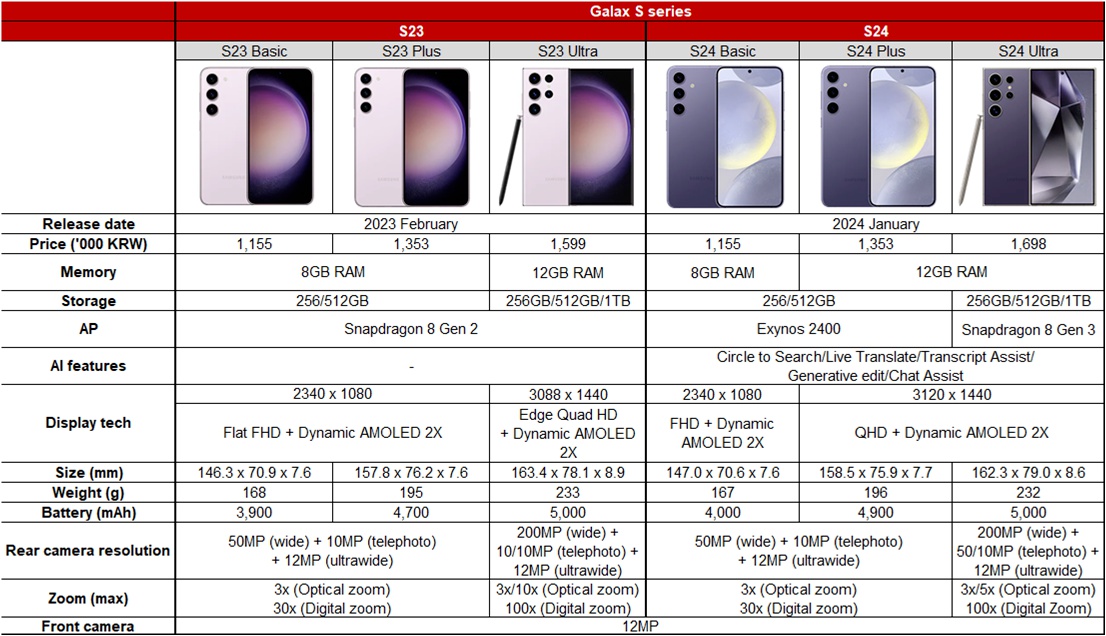 Galax S series
S23 S24
S23 Basic S23 Plus S23 Ultra S24 Basic S24 Plus S24 Ultra
Release date 2023 February 2024 January
Price ('000 KRW) 1,155 1,353 1,599 1,155 1,353 1,698
Memory 8GB RAM 12GB RAM 8GB RAM 12GB RAM
Storage 256/512GB 256GB/512GB/1TB 256/512GB 256GB/512GB/1TB
AP Snapdragon 8 Gen 2 Exynos 2400 Snapdragon 8 Gen 3
AI features - Circle to Search/Live Translate/Transcript Assist/
Generative edit/Chat Assist
Display tech 2340 x 1080 3088 x 1440 2340 x 1080 3120 x 1440
Flat FHD + Dynamic AMOLED 2X
Edge Quad HD
+ Dynamic AMOLED
2X
FHD + Dynamic
AMOLED 2X
QHD + Dynamic AMOLED 2X
Size (mm) 146.3 x 70.9 x 7.6 157.8 x 76.2 x 7.6 163.4 x 78.1 x 8.9 147.0 x 70.6 x 7.6 158.5 x 75.9 x 7.7 162.3 x 79.0 x 8.6
Weight (g) 168 195 233 167 196 232
Battery (mAh) 3,900 4,700 5,000 4,000 4,900 5,000
Rear camera resolution
50MP (wide) + 10MP (telephoto)
+ 12MP (ultrawide)
200MP (wide) +
10/10MP (telephoto) +
12MP (ultrawide)
50MP (wide) + 10MP (telephoto)
+ 12MP (ultrawide)
200MP (wide) +
50/10MP (telephoto) +
12MP (ultrawide)
Zoom (max)
3x (Optical zoom)
30x (Digital zoom)
3x/10x (Optical zoom)
100x (Digital zoom)
3x (Optical zoom)
30x (Digital zoom)
3x/5x (Optical zoom)
100x (Digital Zoom)
Front camera 12MP